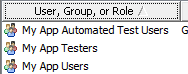 User, Group, or Role /
My App Automated Test Users G
My App Testers
My App Users